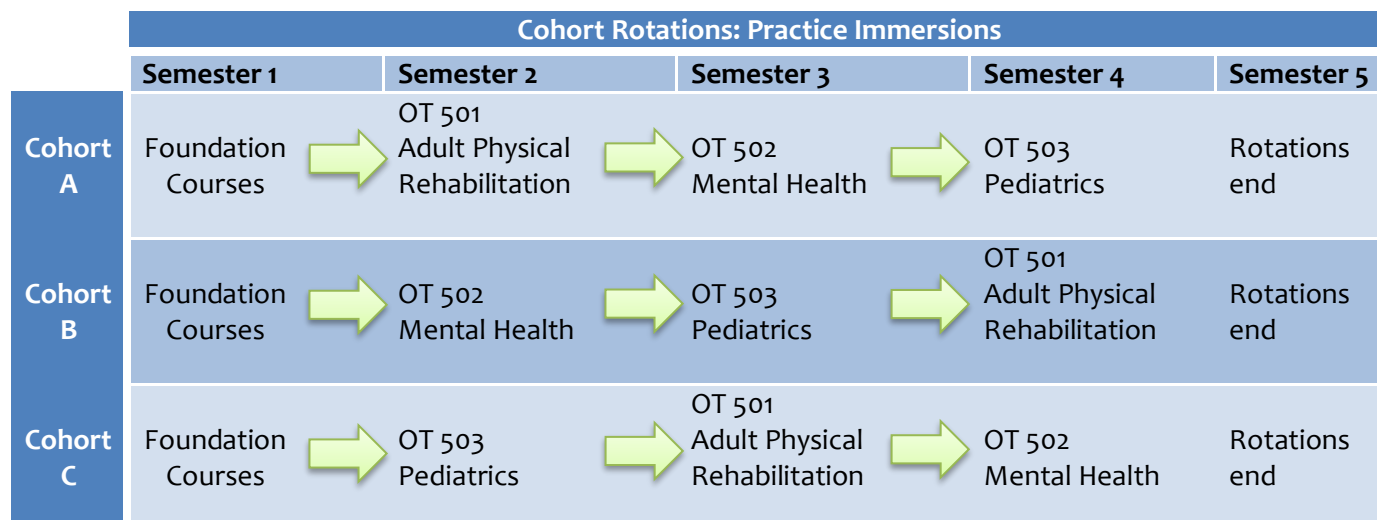 Cohort Rotations: Practice Immersions
Semester 1 Semester 2 Semester 3 Semester 4 Semester 5
Cohort
A
Foundation
Courses
OT 501
Adult Physical
Rehabilitation
OT 502
Mental Health
OT 503
Pediatrics
Rotations
end
Cohort
B
Foundation
Courses
OT 502
Mental Health
OT 503
Pediatrics
OT 501
Adult Physical
Rehabilitation
Rotations
end
Cohort
C
Foundation
Courses
OT 503
Pediatrics
OT 501
Adult Physical
Rehabilitation
OT 502
Mental Health
Rotations
end